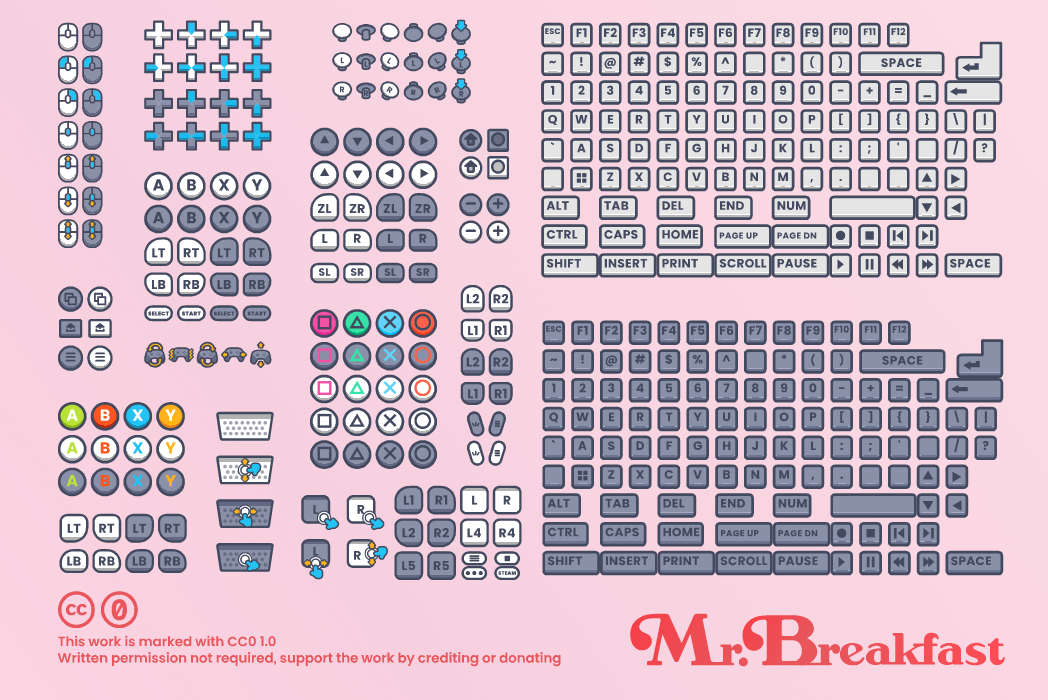 L L L L L
R R R R R R
A B X Y
A B X Y
LT RT LT RT
LB RB LB RB
SELECT START SELECT START
ZL ZR ZL ZR
L R L R
SL SR SL SR
L2 R2
L1 R1
L2 R2
L1 R1
A B X Y
A B X Y
A B X Y
LT RT LT RT
LB RB LB RB
L R L1 R1 L R
L R L2 R2 L4 R4
L5 R5 STEAM
ESC F1 F2 F3 F4 F5 F6 F7 F8 F9 F10 F11 F12
~ ! @ # $ % ^ * ( ) SPACE
1 2 3 4 5 6 7 8 9 0 - + = _
Q W E R T Y U I O P [ ] { } \ |
` A S D F G H J K L : ; ' / ?
Z X C V B N M , .
ALT TAB DEL END NUM
CTRL CAPS HOME PAGE UP PAGE DN
SHIFT INSERT PRINT SCROLL PAUSE SPACE
ESC F1 F2 F3 F4 F5 F6 F7 F8 F9 F10 F11 F12
~ ! @ # $ % ^ * ( ) SPACE
1 2 3 4 5 6 7 8 9 0 - + = _
Q W E R T Y U I O P [ ] { } \ |
` A S D F G H J K L : ; ' / ?
Z X C V B N M , .
ALT TAB DEL END NUM
CTRL CAPS HOME PAGE UP PAGE DN
SHIFT INSERT PRINT SCROLL PAUSE SPACE
CC 0
This work is marked with CC0 1.0
Written permission not required, support the work by crediting or donating
Mr. Breakfast